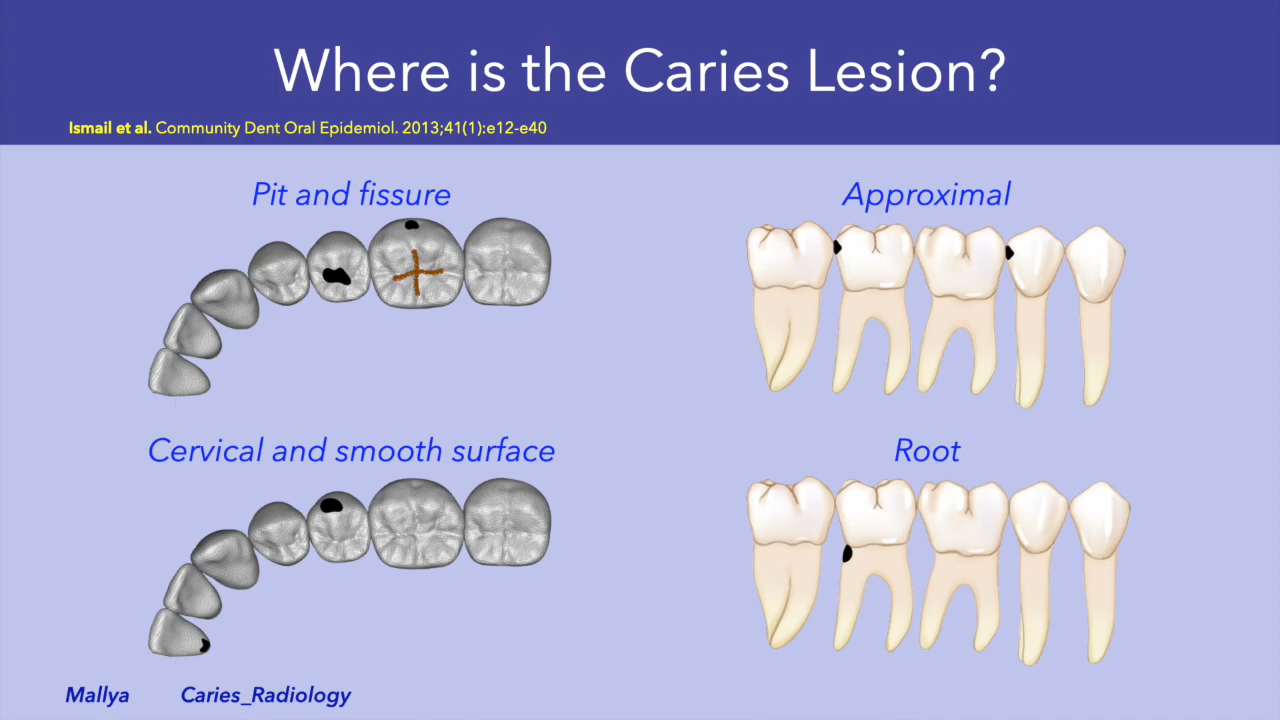 Where is the Caries Lesion?
Ismail et al. Community Dent Oral Epidemiol. 2013;41(1):e12-e40
Pit and fissure
Approximal
Cervical and smooth surface
Root
Mallya Caries_Radiology